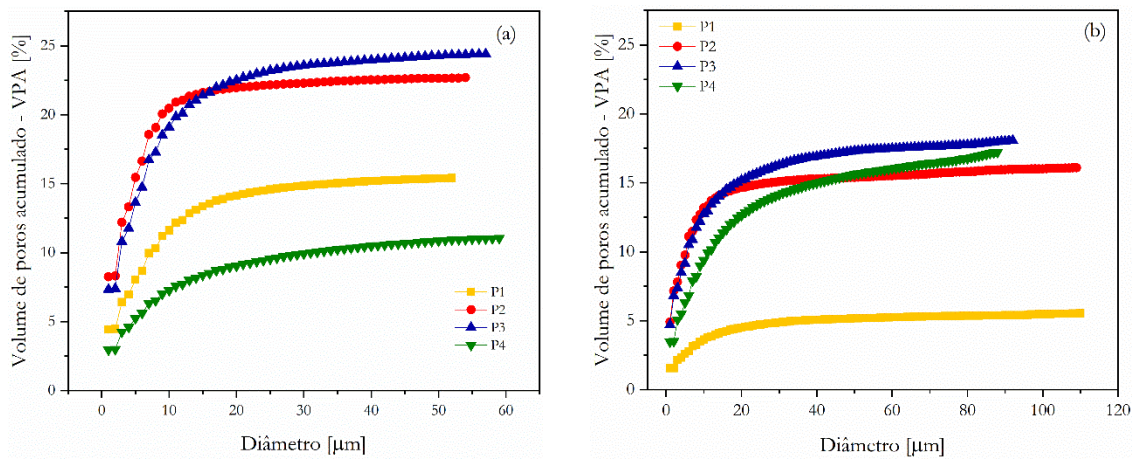 (a)
Volume de poros acumulado - VPA [%]
25
20
15
10
5
0
P1
P2
P3
P4
0 10 20 30 40 50 60
Diâmetro [µm]
(b)
P1
P2
P3
P4
Volume de poros acumulado - VPA [%]
25
20
15
10
5
0
0 20 40 60 80 100 120
Diâmetro [µm]